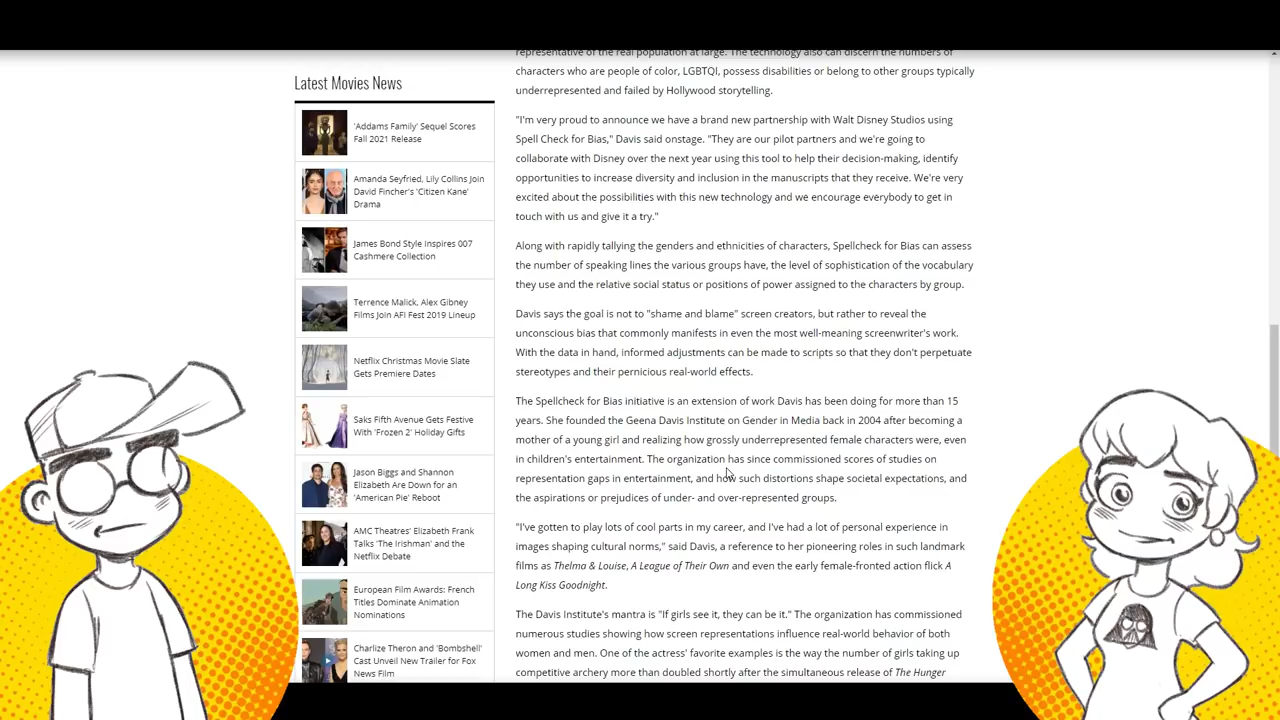 Latest Movies News
'Addams Family' Sequel Scores
Fall 2021 Release
Amanda Seyfried, Lily Collins Join
David Fincher's 'Citizen Kane'
Drama
James Bond Style Inspires 007
Cashmere Collection
Terrence Malick, Alex Gibney
Films Join AFI Fest 2019 Lineup
Netflix Christmas Movie Slate
Gets Premiere Dates
Saks Fifth Avenue Gets Festive
With 'Frozen 2' Holiday Gifts
Jason Biggs and Shannon
Elizabeth Are Down for an
'American Pie' Reboot
AMC Theatres' Elizabeth Frank
Talks 'The Irishman' and the
Netflix Debate
European Film Awards: French
Titles Dominate Animation
Nominations
Charlize Theron and 'Bombshell'
Cast Unveil New Trailer for Fox
News Film
representative of the real population at large. The technology also can discern the numbers of
characters who are people of color, LGBTQI, possess disabilities or belong to other groups typically
underrepresented and failed by Hollywood storytelling.
"I'm very proud to announce we have a brand new partnership with Walt Disney Studios using
Spell Check for Bias," Davis said onstage. "They are our pilot partners and we're going to
collaborate with Disney over the next year using this tool to help their decision-making, identify
opportunities to increase diversity and inclusion in the manuscripts that they receive. We're very
excited about the possibilities with this new technology and we encourage everybody to get in
touch with us and give it a try."
Along with rapidly tallying the genders and ethnicities of characters, Spellcheck for Bias can assess
the number of speaking lines the various groups have, the level of sophistication of the vocabulary
they use and the relative social status or positions of power assigned to the characters by group.
Davis says the goal is not to "shame and blame" screen creators, but rather to reveal the
unconscious bias that commonly manifests in even the most well-meaning screenwriter's work.
With the data in hand, informed adjustments can be made to scripts so that they don't perpetuate
stereotypes and their pernicious real-world effects.
The Spellcheck for Bias initiative is an extension of work Davis has been doing for more than 15
years. She founded the Geena Davis Institute on Gender in Media back in 2004 after becoming a
mother of a young girl and realizing how grossly underrepresented female characters were, even
in children's entertainment. The organization has since commissioned scores of studies on
representation gaps in entertainment, and how such distortions shape societal expectations, and
the aspirations or prejudices of under- and over-represented groups.
"I've gotten to play lots of cool parts in my career, and I've had a lot of personal experience in
images shaping cultural norms," said Davis, a reference to her pioneering roles in such landmark
films as Thelma & Louise, A League of Their Own and even the early female-fronted action flick A
Long Kiss Goodnight.
The Davis Institute's mantra is "If girls see it, they can be it." The organization has commissioned
numerous studies showing how screen representations influence real-world behavior of both
women and men. One of the actress' favorite examples is the way the number of girls taking up
competitive archery more than doubled shortly after the simultaneous release of The Hunger